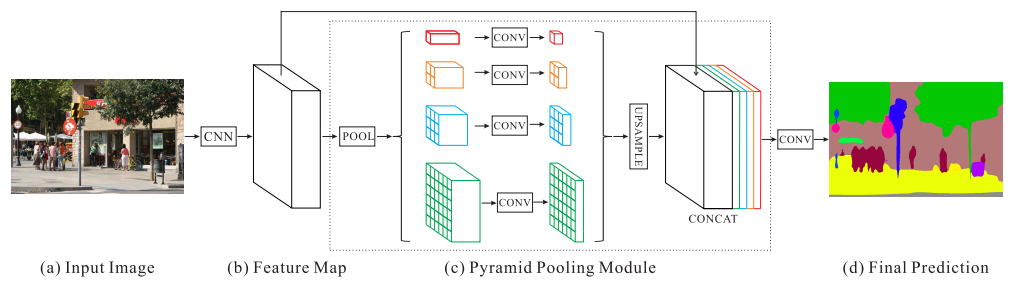 CNN
POOL
CONV
CONV
CONV
CONV
UPSAMPLE
CONCAT
CONV
(a) Input Image
(b) Feature Map
(c) Pyramid Pooling Module
(d) Final Prediction